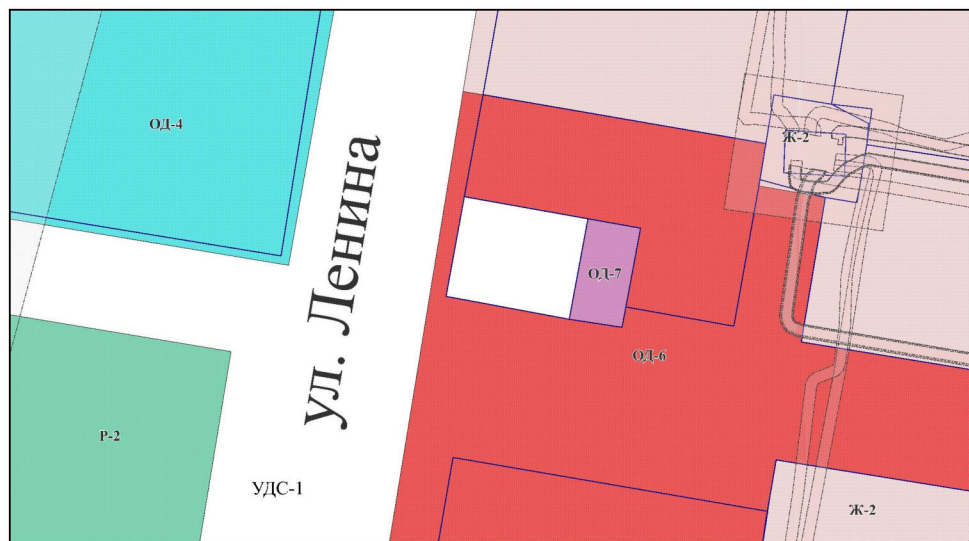 ОД-4
Ж-2
ул. Ленина
ОД-7
ОД-6
Р-2
УДС-1
Ж-2